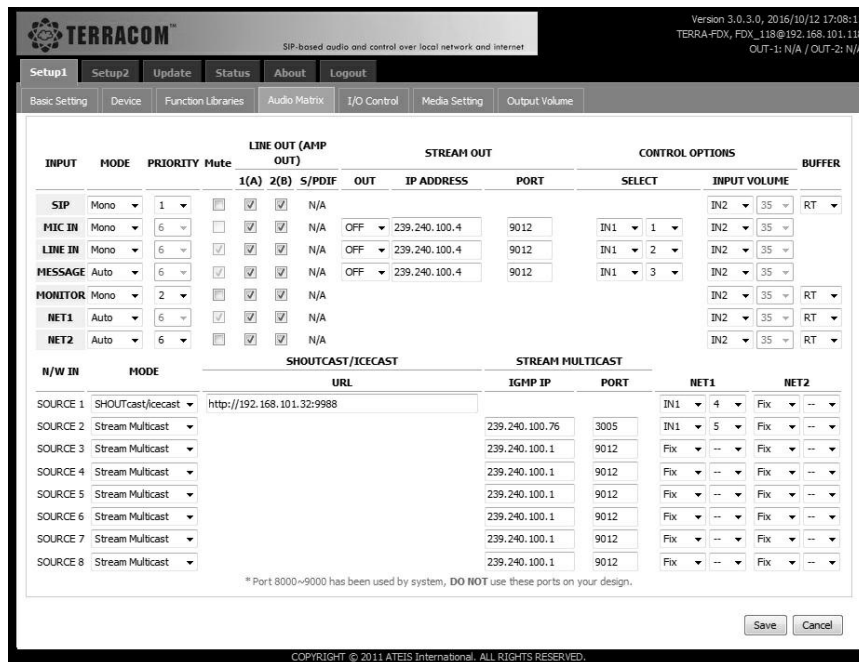 Version 3.0.3.0, 2016/10/12 17:08:1
TERRACOM™
SIP-based audio and control over local network and internet
TERRA-FDX, FDX_118@192.168.101.118
OUT-1: N/A / OUT-2: N/A
Setup1 Setup2 Update Status About Logout
Basic Setting Device Function Libraries Audio Matrix I/O Control Media Setting Output Volume
INPUT MODE PRIORITY Mute LINE OUT (AMP OUT) STREAM OUT CONTROL OPTIONS BUFFER
1(A) 2(B) S/PDIF OUT IP ADDRESS PORT SELECT INPUT VOLUME
SIP Mono 1 N/A IN2 35 RT
MIC IN Mono 6 N/A OFF 239.240.100.4 9012 IN1 1 IN2 35
LINE IN Mono 6 N/A OFF 239.240.100.4 9012 IN1 2 IN2 35
MESSAGE Auto 6 N/A OFF 239.240.100.4 9012 IN1 3 IN2 35
MONITOR Mono 2 N/A IN2 35 RT
NET1 Auto 6 N/A IN2 35 RT
NET2 Auto 6 N/A IN2 35 RT
N/W IN MODE SHOUTCAST/ICECAST STREAM MULTICAST
URL IGMP IP PORT NET1 NET2
SOURCE 1 SHOUTcast/icecast http://192.168.101.32:9988 IN1 4 Fix --
SOURCE 2 Stream Multicast 239.240.100.76 3005 IN1 5 Fix --
SOURCE 3 Stream Multicast 239.240.100.1 9012 Fix -- Fix --
SOURCE 4 Stream Multicast 239.240.100.1 9012 Fix -- Fix --
SOURCE 5 Stream Multicast 239.240.100.1 9012 Fix -- Fix --
SOURCE 6 Stream Multicast 239.240.100.1 9012 Fix -- Fix --
SOURCE 7 Stream Multicast 239.240.100.1 9012 Fix -- Fix --
SOURCE 8 Stream Multicast 239.240.100.1 9012 Fix -- Fix --
* Port 8000~9000 has been used by system, DO NOT use these ports on your design.
Save Cancel
COPYRIGHT © 2011 ATEIS International. ALL RIGHTS RESERVED.